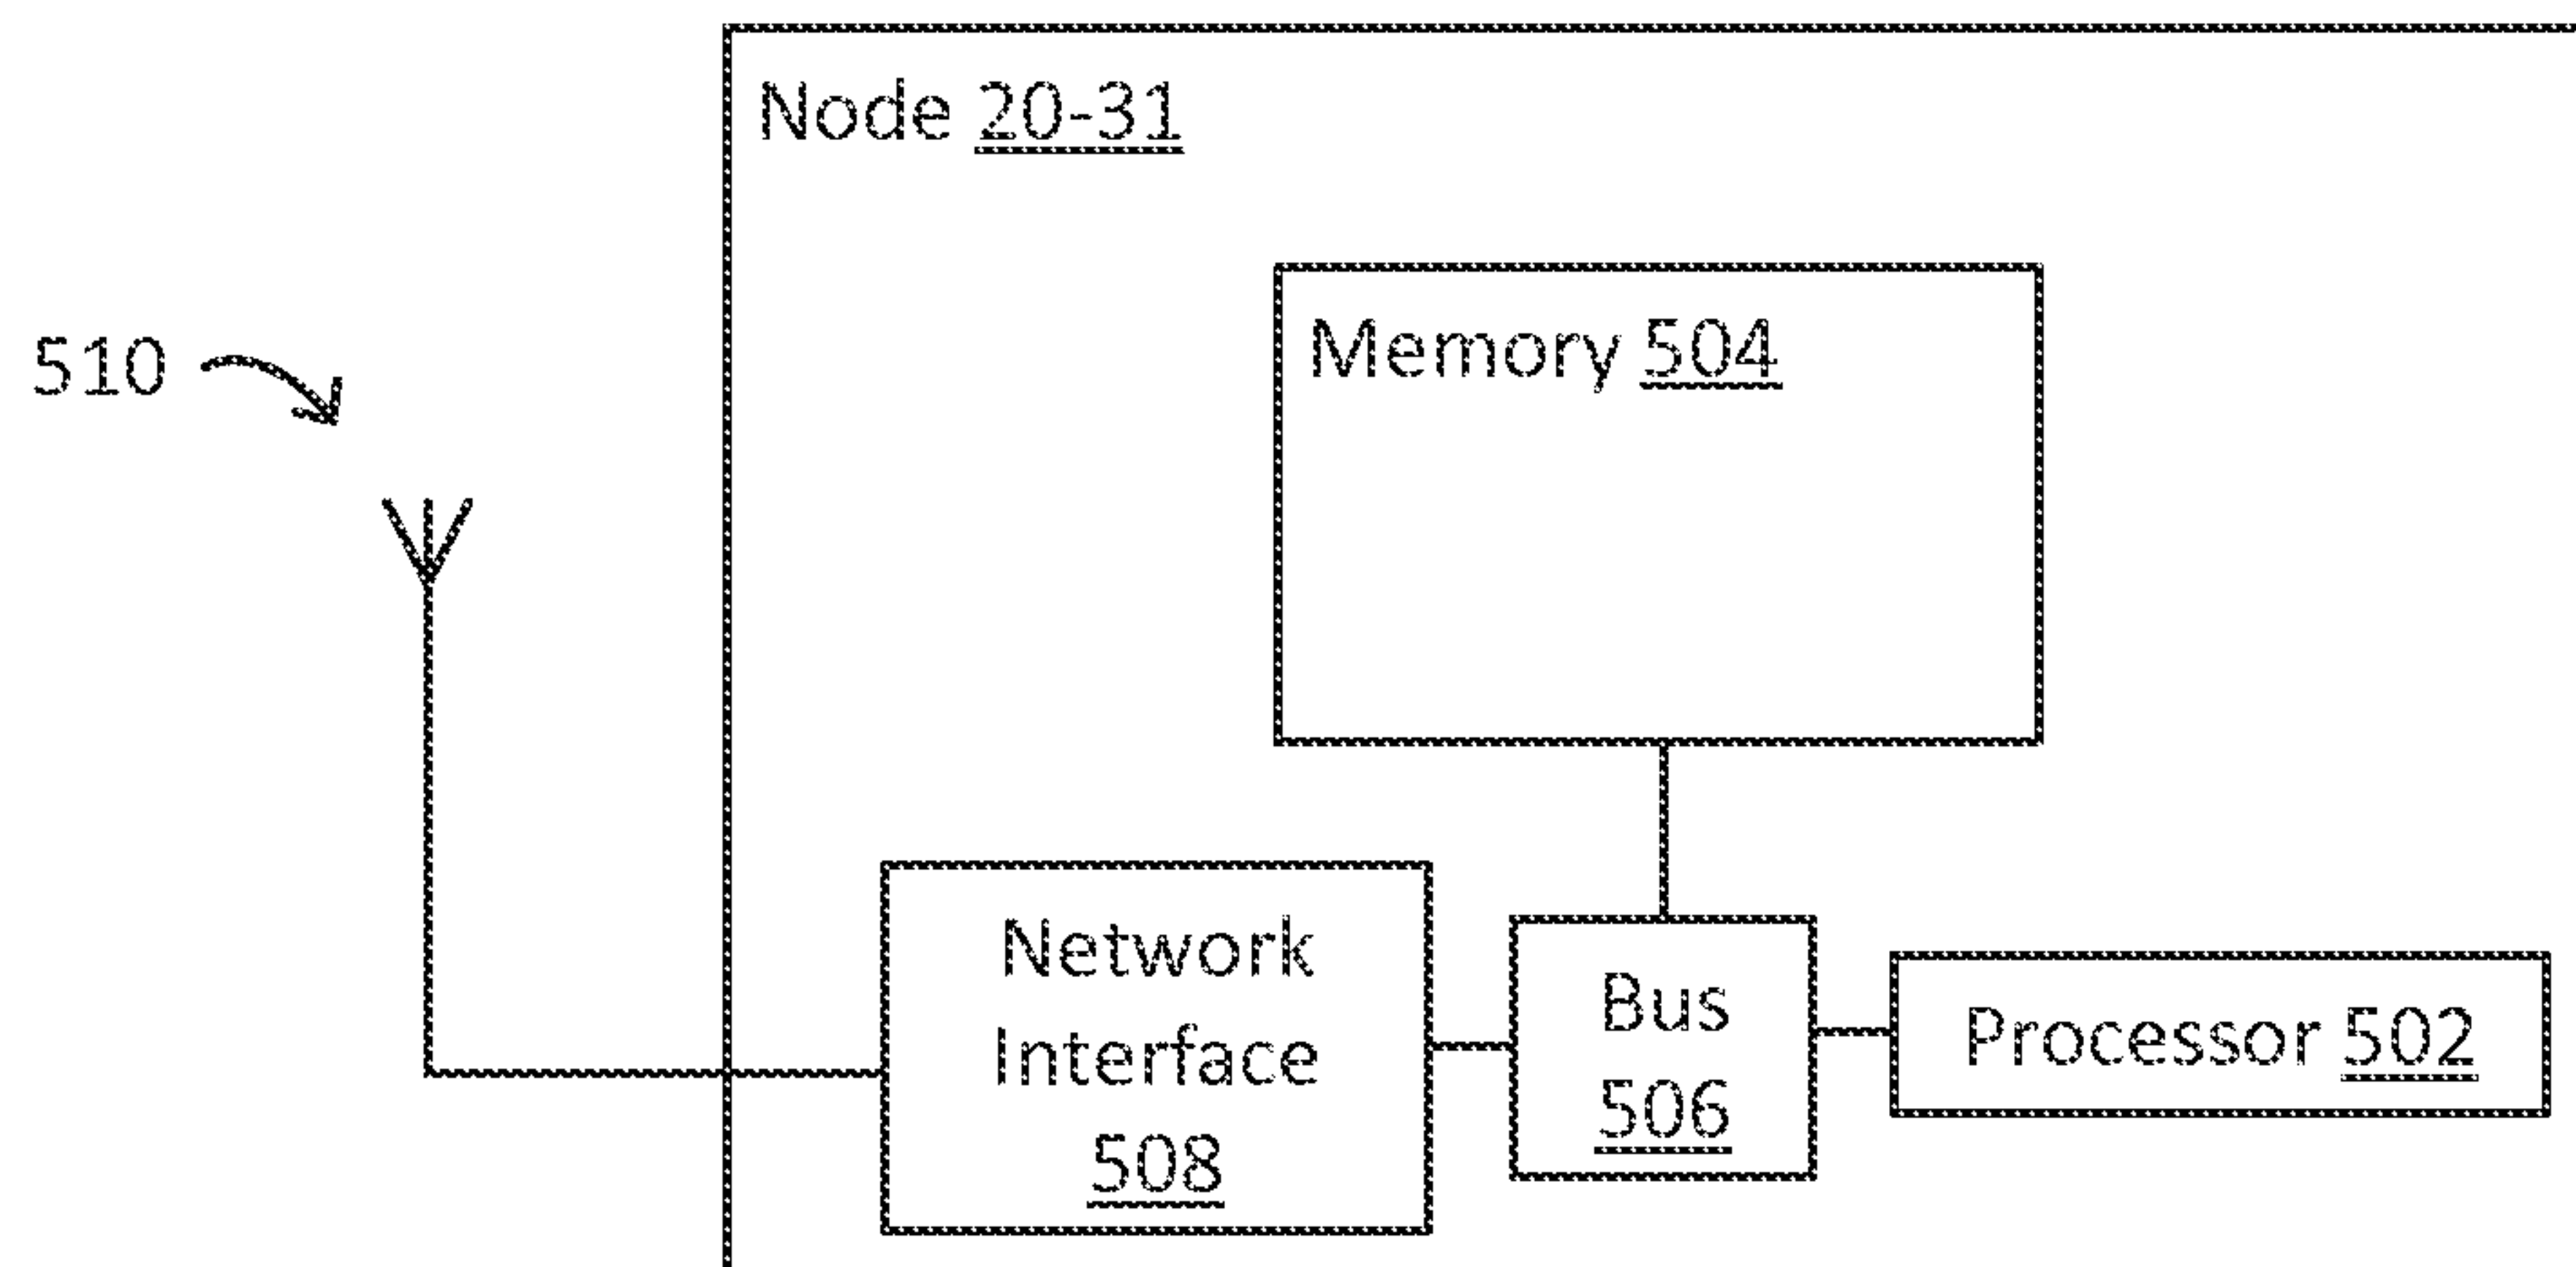 Node 20-31
Memory 504
510
Network
Interface
508
Bus
506
Processor 502